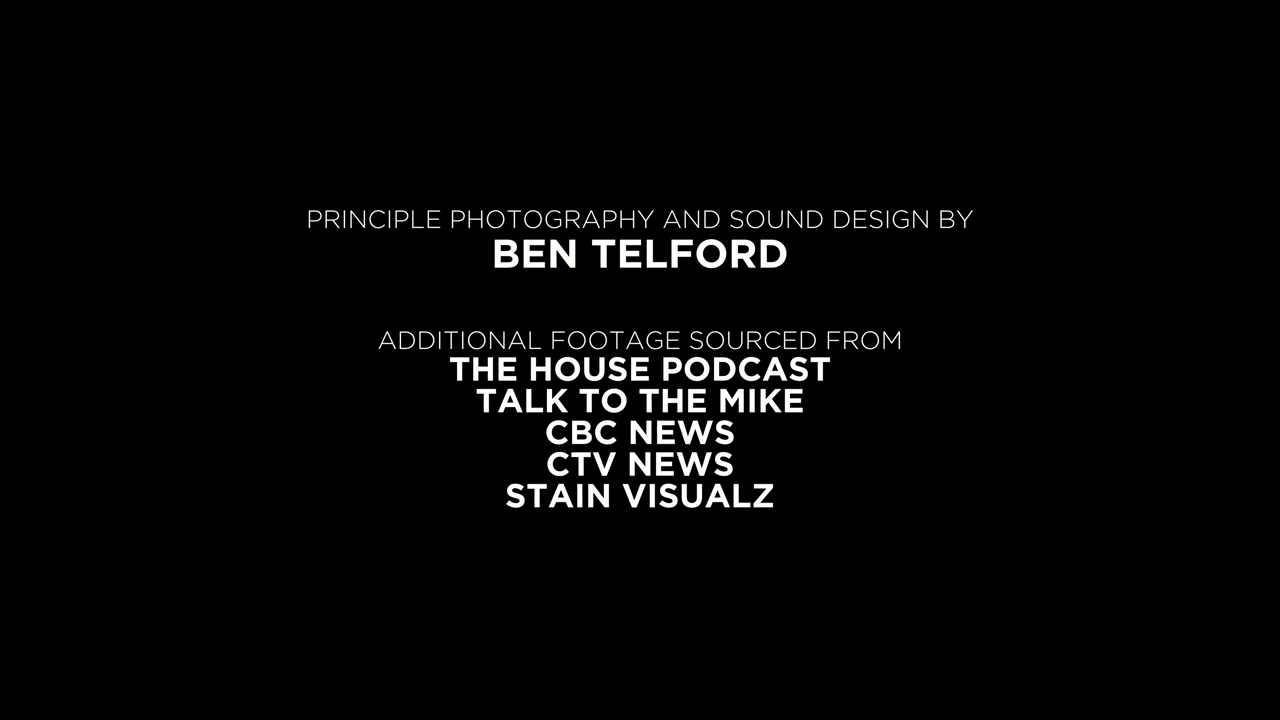 PRINCIPLE PHOTOGRAPHY AND SOUND DESIGN BY
BEN TELFORD
ADDITIONAL FOOTAGE SOURCED FROM
THE HOUSE PODCAST
TALK TO THE MIKE
CBC NEWS
CTV NEWS
STAIN VISUALZ